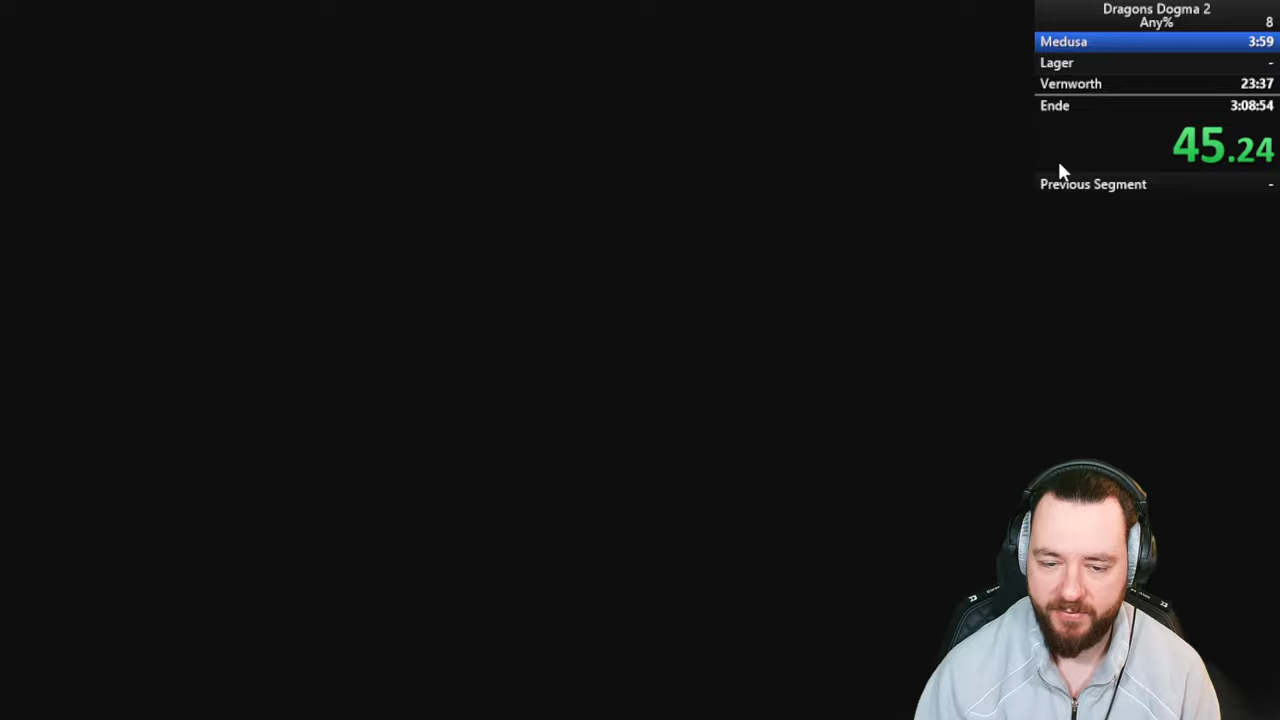 Dragons Dogma 2
Any% 8
Medusa 3:59
Lager -
Vernworth 23:37
Ende 3:08:54
45.24
Previous Segment -